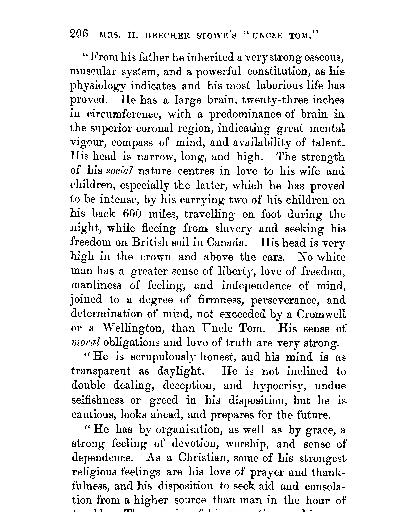 296 MRS. H. BEECHER STOWE'S "UNCLE TOM."
"From his father he inherited a very strong osseous,
muscular system, and a powerful constitution, as his
physiology indicates and his most laborious life has
proved. He has a large brain, twenty-three inches
in circumference, with a predominance of brain in
the superior coronal region, indicating great mental
vigour, compass of mind, and availability of talent.
His head is narrow, long, and high. The strength
of his social nature centres in love to his wife and
children, especially the latter, which he has proved
to be intense, by his carrying two of his children on
his back 600 miles, travelling on foot during the
night, while fleeing from slavery and seeking his
freedom on British soil in Canada. His head is very
high in the crown and above the ears. No white
man has a greater sense of liberty, love of freedom,
manliness of feeling, and independence of mind,
joined to a degree of firmness, perseverance, and
determination of mind, not exceeded by a Cromwell
or a Wellington, than Uncle Tom. His sense of
moral obligations and love of truth are very strong.
"He is scrupulously honest, and his mind is as
transparent as daylight. He is not inclined to
double dealing, deception, and hypocrisy, undue
selfishness or greed in his disposition, but he is
cautious, looks ahead, and prepares for the future.
"He has by organisation, as well as by grace, a
strong feeling of devotion, worship, and sense of
dependence. As a Christian, some of his strongest
religious feelings are his love of prayer and thank-
fulness, and his disposition to seek aid and consola-
tion from a higher source than man in the hour of